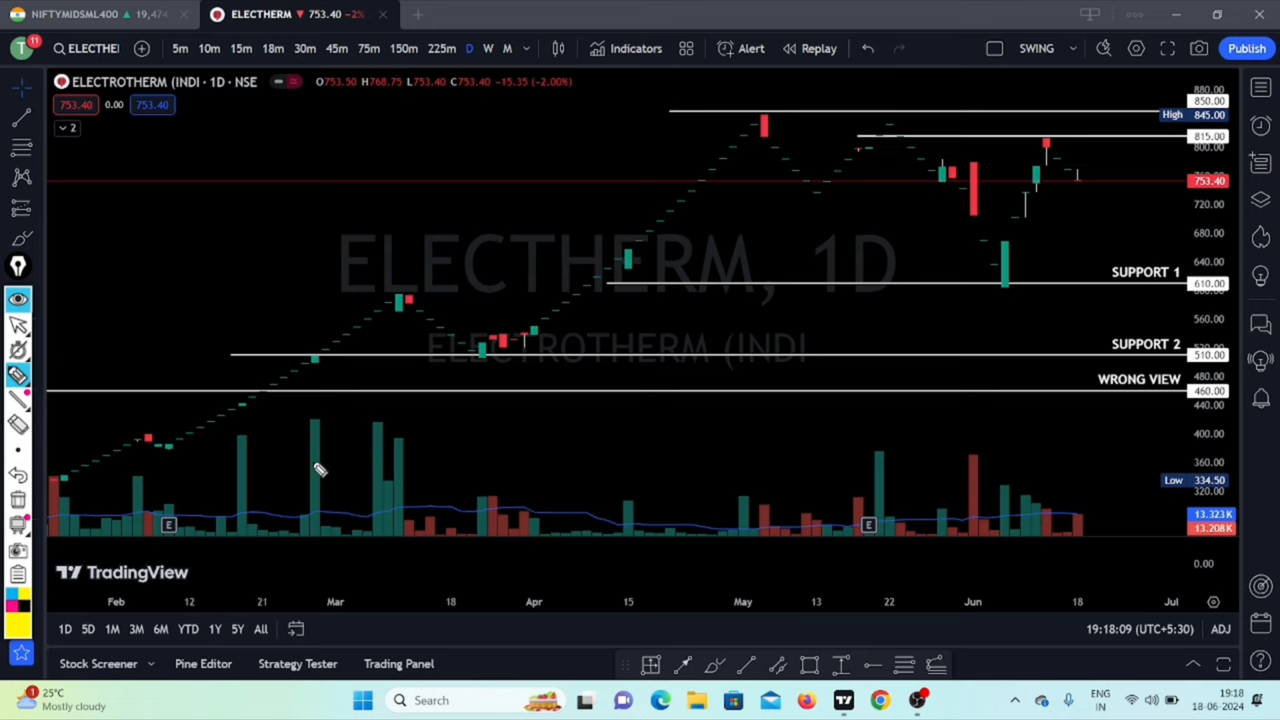 NIFTYMIDSML400 ▲ 19,474
ELECTHERM ▼ 753.40 −2%
T 11
ELECTHEI
5m 10m 15m 18m 30m 45m 75m 150m 225m D W M
Indicators
Alert
Replay
SWING
Publish
ELECTROTHERM (INDI · 1D · NSE
O753.50 H768.75 L753.40 C753.40 −15.35 (−2.00%)
753.40 0.00 753.40
2
880.00
850.00
High 845.00
815.00
800.00
753.40
720.00
680.00
ELECTHERM, 1D
640.00
SUPPORT 1
610.00
560.00
ELECTROTHERM (INDI
SUPPORT 2
510.00
WRONG VIEW
480.00
460.00
440.00
400.00
360.00
Low 334.50
320.00
13.323K
13.208K
E
E
0.00
TradingView
Feb 12 21 Mar 18 Apr 15 May 13 22 Jun 18 Jul
1D 5D 1M 3M 6M YTD 1Y 5Y All
19:18:09 (UTC+5:30) ADJ
Stock Screener Pine Editor Strategy Tester Trading Panel
1
25°C
Mostly cloudy
Search
ENG
IN
19:18
18-06-2024